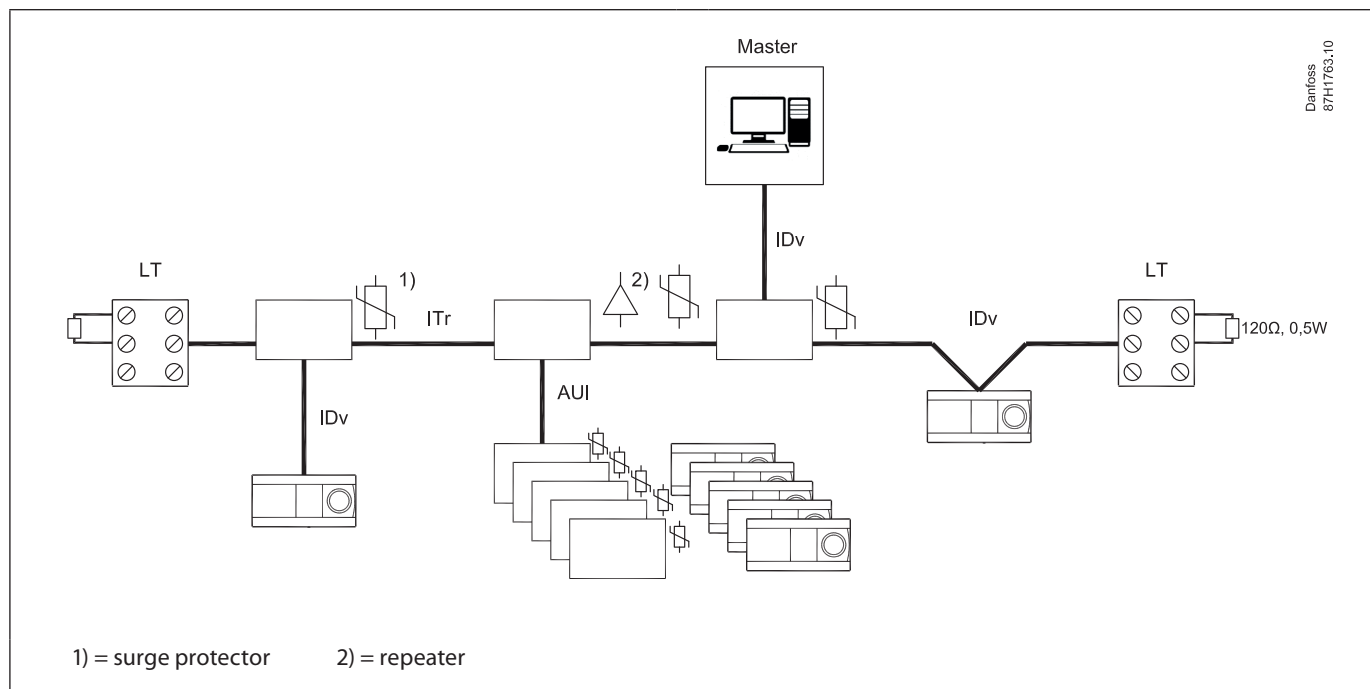 Master
Danfoss
87H1763.10
IDv
LT
1)
2)
LT
ITr
IDv
120Ω, 0,5W
IDv
AUI
1) = surge protector 2) = repeater